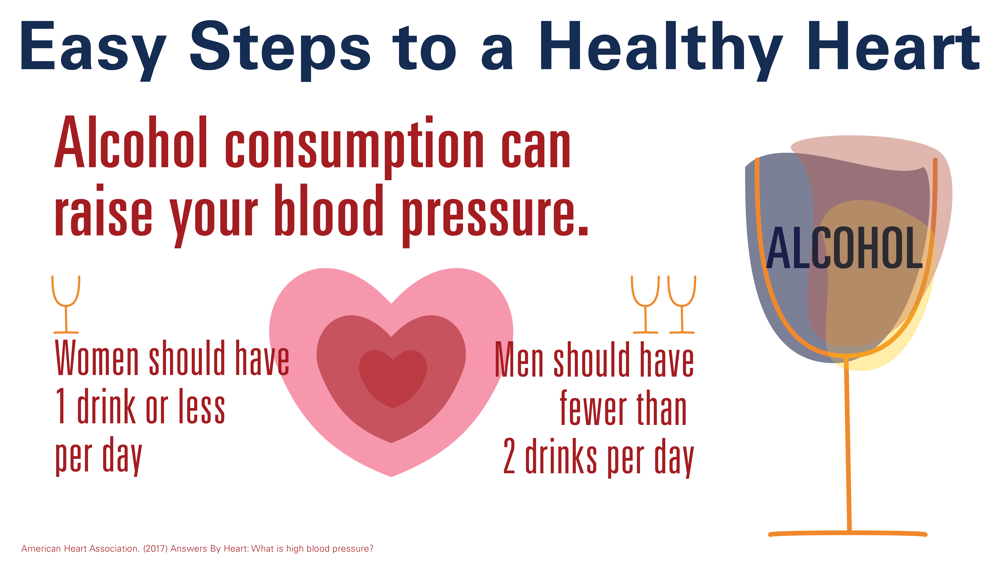 Easy Steps to a Healthy Heart
Alcohol consumption can
raise your blood pressure.
Women should have
1 drink or less
per day
Men should have
fewer than
2 drinks per day
ALCOHOL
American Heart Association. (2017) Answers By Heart: What is high blood pressure?